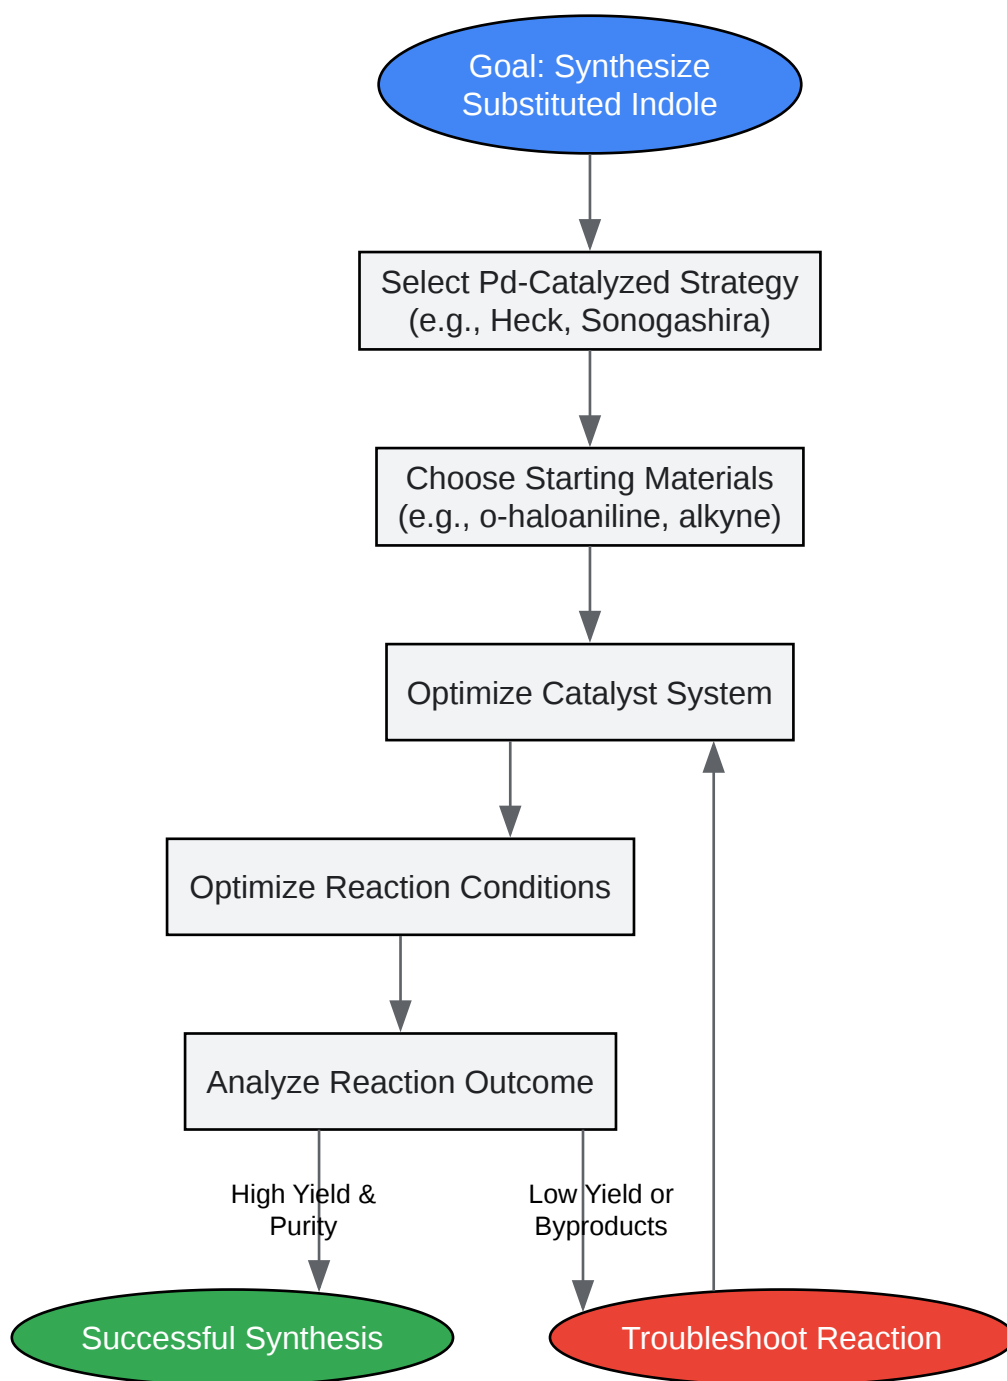 Goal: Synthesize
Substituted Indole
Select Pd-Catalyzed Strategy
(e.g., Heck, Sonogashira)
Choose Starting Materials
(e.g., o-haloaniline, alkyne)
Optimize Catalyst System
Optimize Reaction Conditions
Analyze Reaction Outcome
High Yield &
Purity
Low Yield or
Byproducts
Successful Synthesis
Troubleshoot Reaction